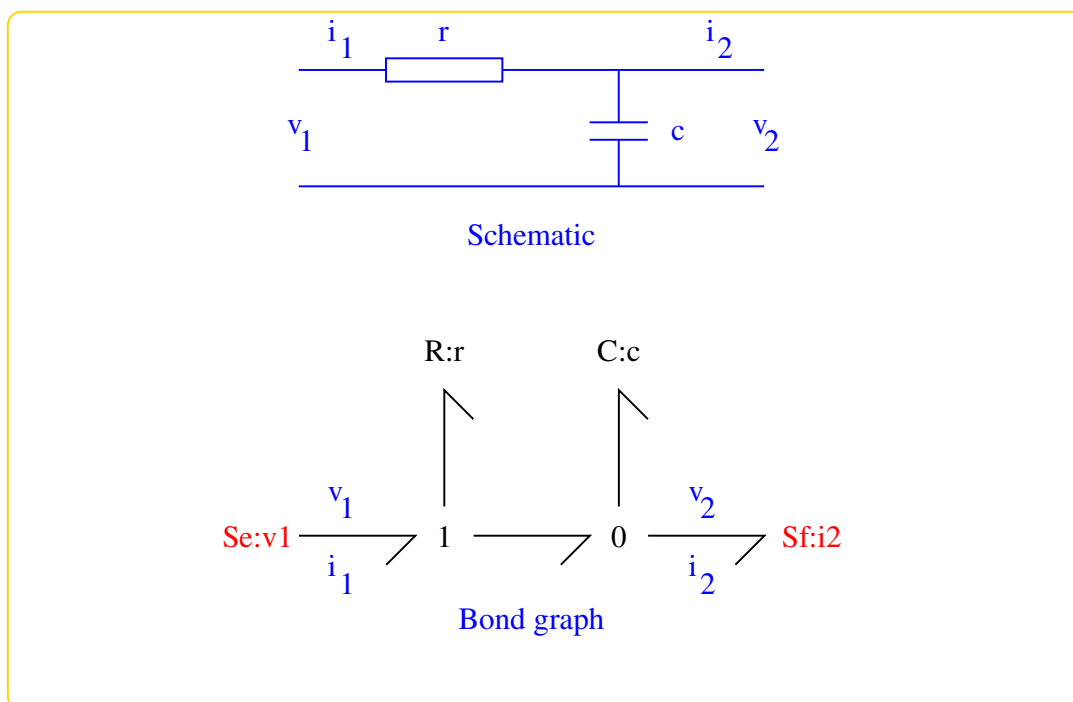 i1 r i2
v1 c v2
Schematic
R:r C:c
v1 v2
Se:v1 1 0 Sf:i2
i1 i2
Bond graph